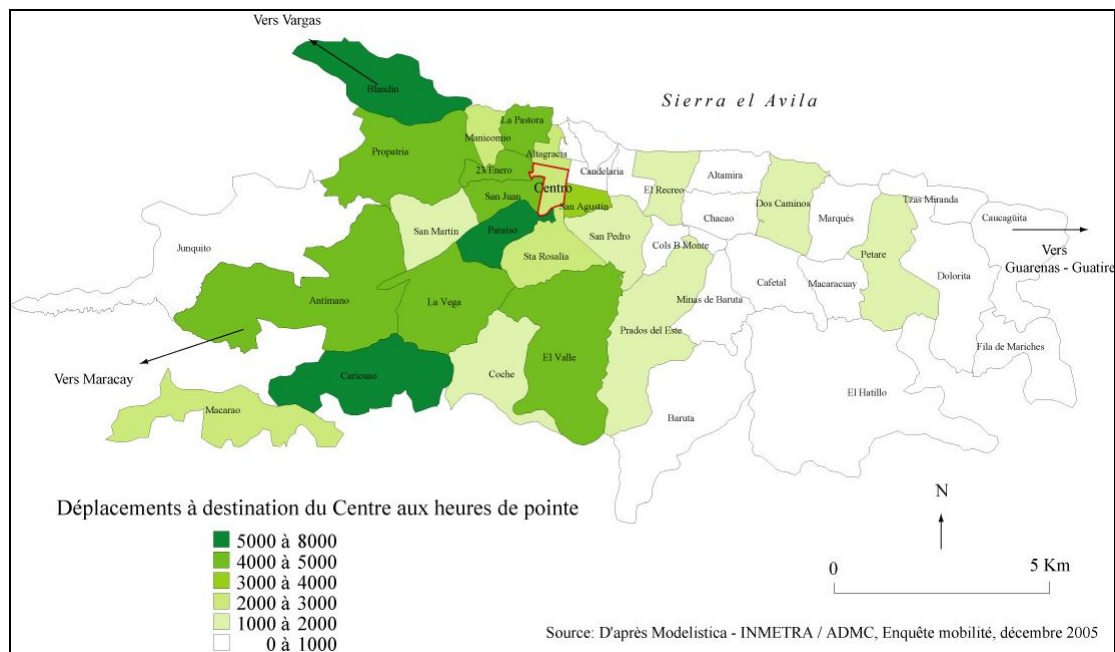 Vers Vargas
Blandin
Sierra el Avila
La Pastora
Manicomio
Propatria
Altagracia
23 Enero
Candelaria
Altamira
Centro
El Recreo
Dos Caminos
Tzas Miranda
San Juan
San Agustin
Chacao
Marqués
Caucagüita
San Martín
Paraíso
San Pedro
Junquito
Cols B Monte
Petare
Vers
Guarenas - Guatire
Sta Rosalía
Dolorita
Cafetal
Macaracuay
Antímano
La Vega
Minas de Baruta
Prados del Este
Fila de Mariches
El Valle
Vers Maracay
Caricuao
Coche
El Hatillo
Macarao
Baruta
N
Déplacements à destination du Centre aux heures de pointe
5000 à 8000
4000 à 5000
3000 à 4000
2000 à 3000
1000 à 2000
0 à 1000
0 5 Km
Source: D'après Modelistica - INMETRA / ADMC, Enquête mobilité, décembre 2005